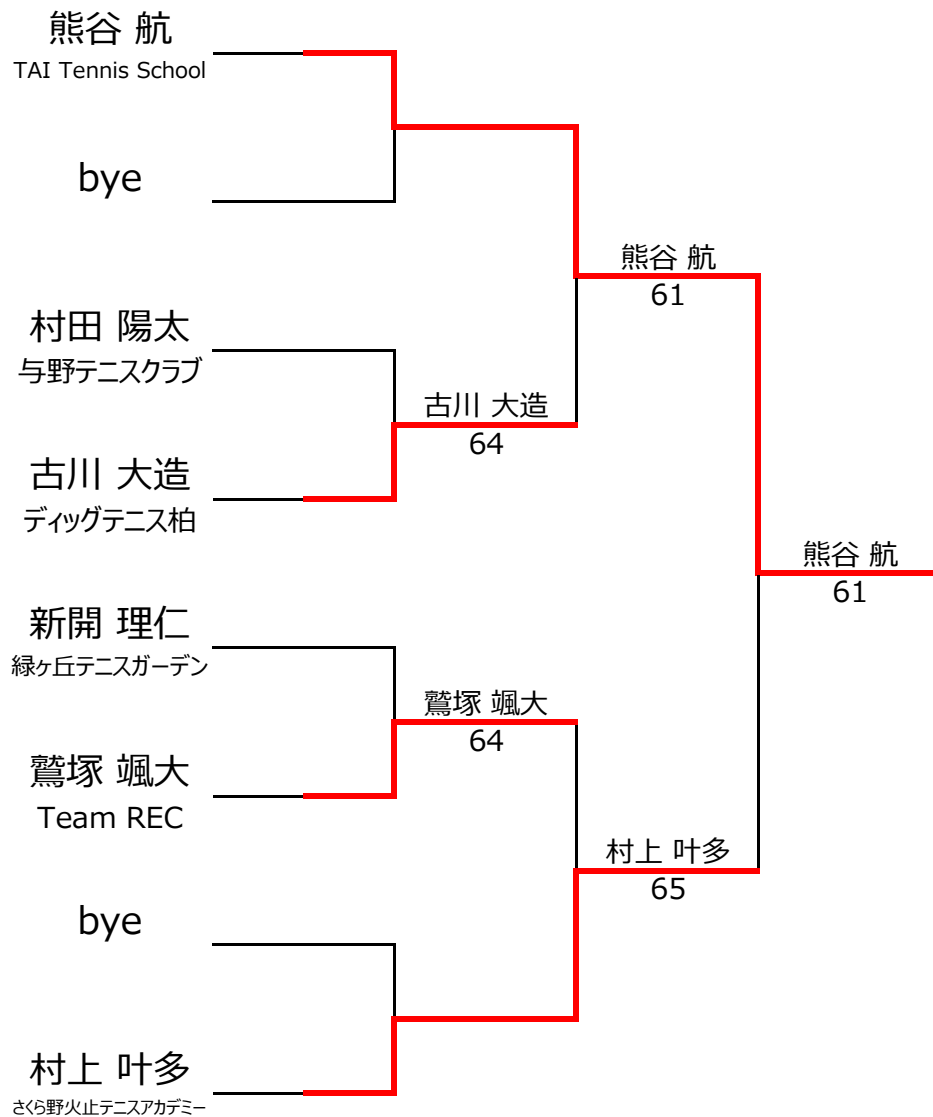 熊谷 航
TAI Tennis School
bye
村田 陽太
与野テニスクラブ
古川 大造
ディッグテニス柏
新開 理仁
緑ヶ丘テニスガーデン
鷲塚 颯大
Team REC
bye
村上 叶多
さくら野火止テニスアカデミー
古川 大造
64
鷲塚 颯大
64
熊谷 航
61
村上 叶多
65
熊谷 航
61